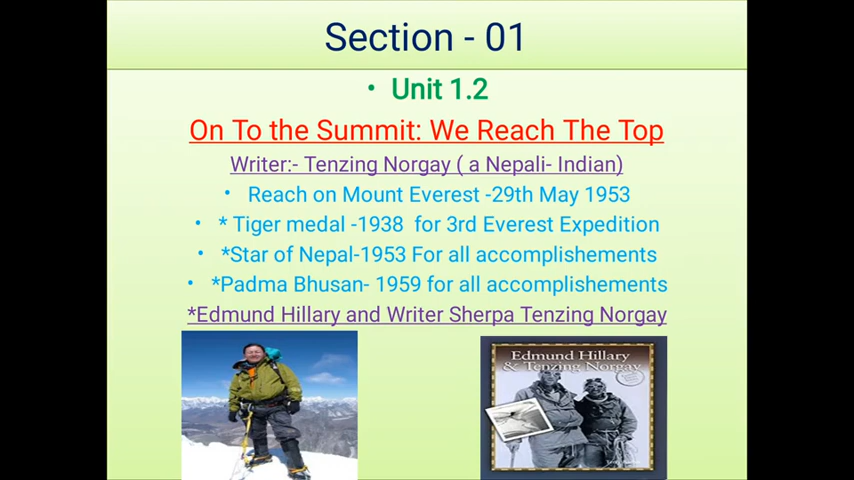 Section - 01
• Unit 1.2
On To the Summit: We Reach The Top
Writer:- Tenzing Norgay ( a Nepali- Indian)
• Reach on Mount Everest -29th May 1953
• * Tiger medal -1938 for 3rd Everest Expedition
• *Star of Nepal-1953 For all accomplishements
• *Padma Bhusan- 1959 for all accomplishements
*Edmund Hillary and Writer Sherpa Tenzing Norgay
Edmund Hillary
& Tenzing Norgay